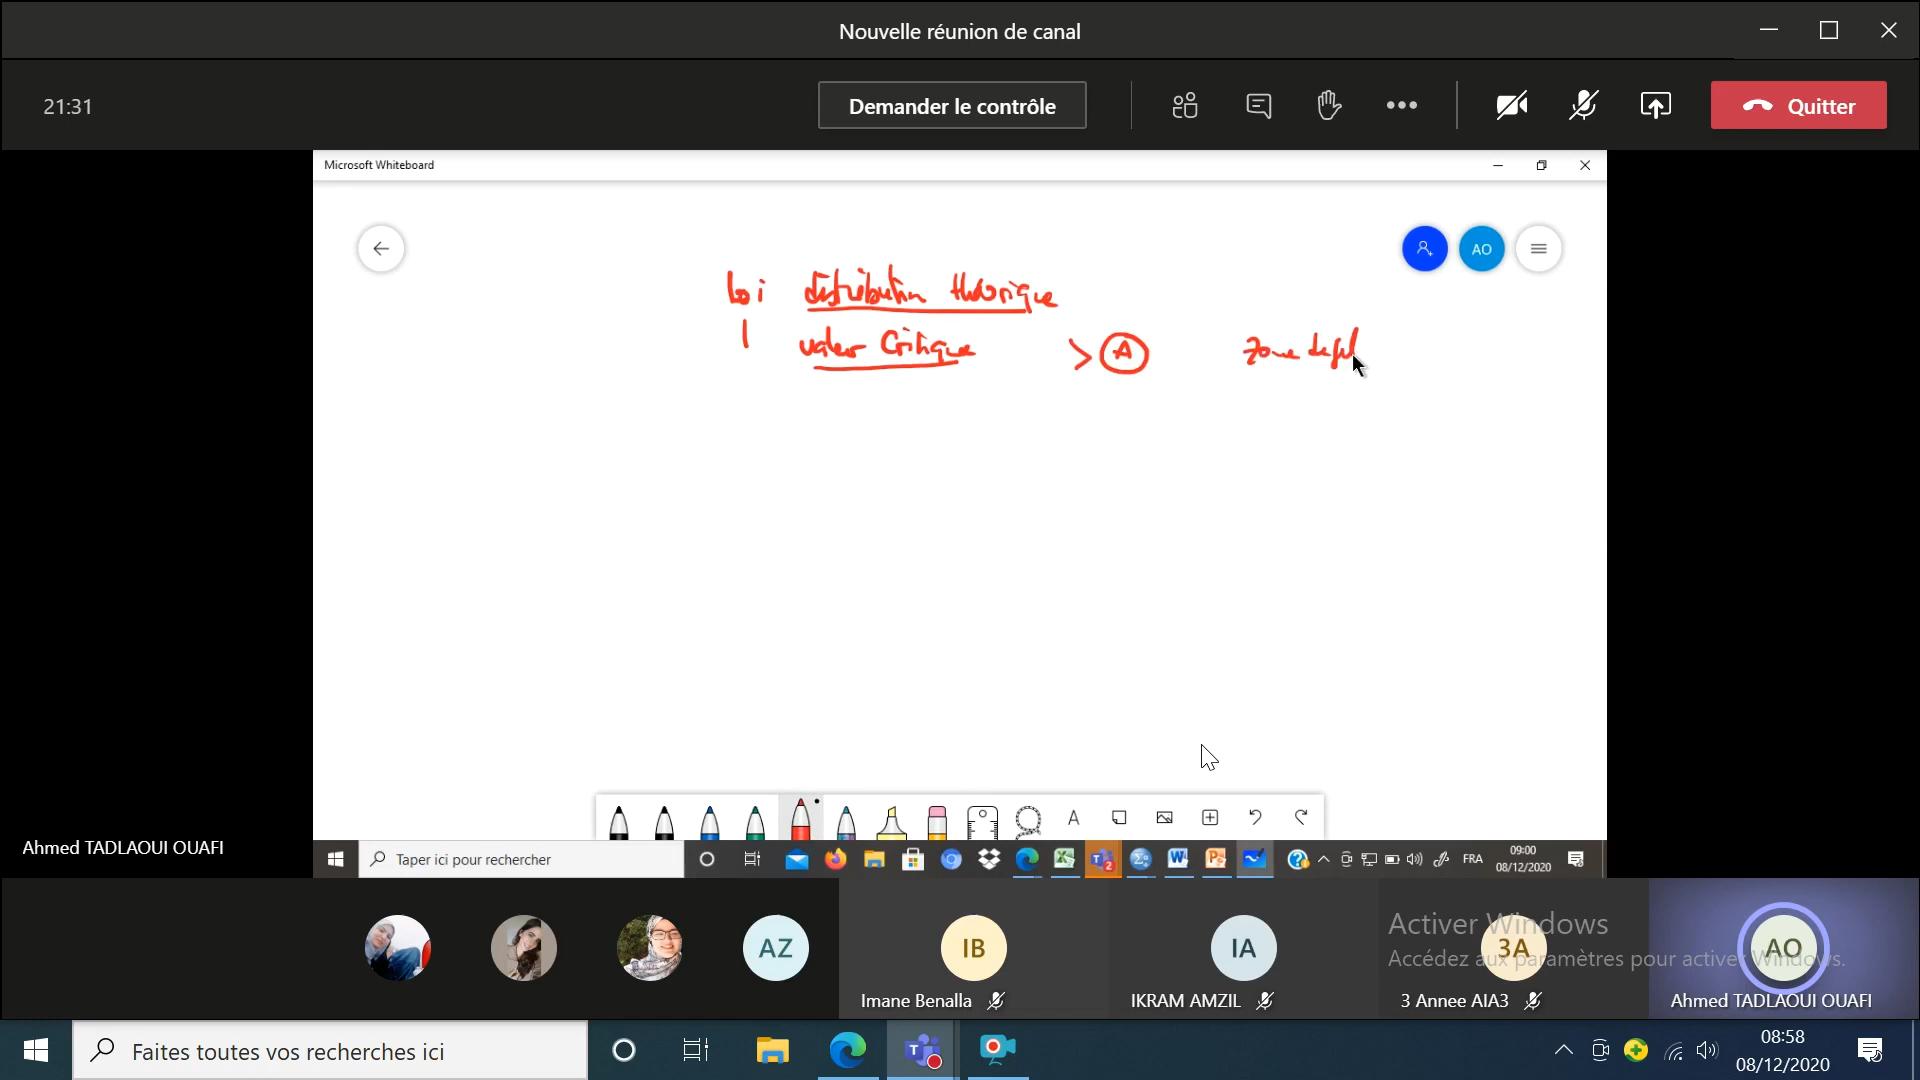 Nouvelle réunion de canal
21:31
Demander le contrôle
Quitter
Microsoft Whiteboard
AO
Loi distribution théorique
valeur Critique > A Zone
A
Taper ici pour rechercher
2
FRA
09:00
08/12/2020
Ahmed TADLAOUI OUAFI
AZ
IB
IA
3A
AO
Activer Windows
Accédez aux paramètres pour activer Windows.
Imane Benalla
IKRAM AMZIL
3 Annee AIA3
Ahmed TADLAOUI OUAFI
Faites toutes vos recherches ici
08:58
08/12/2020